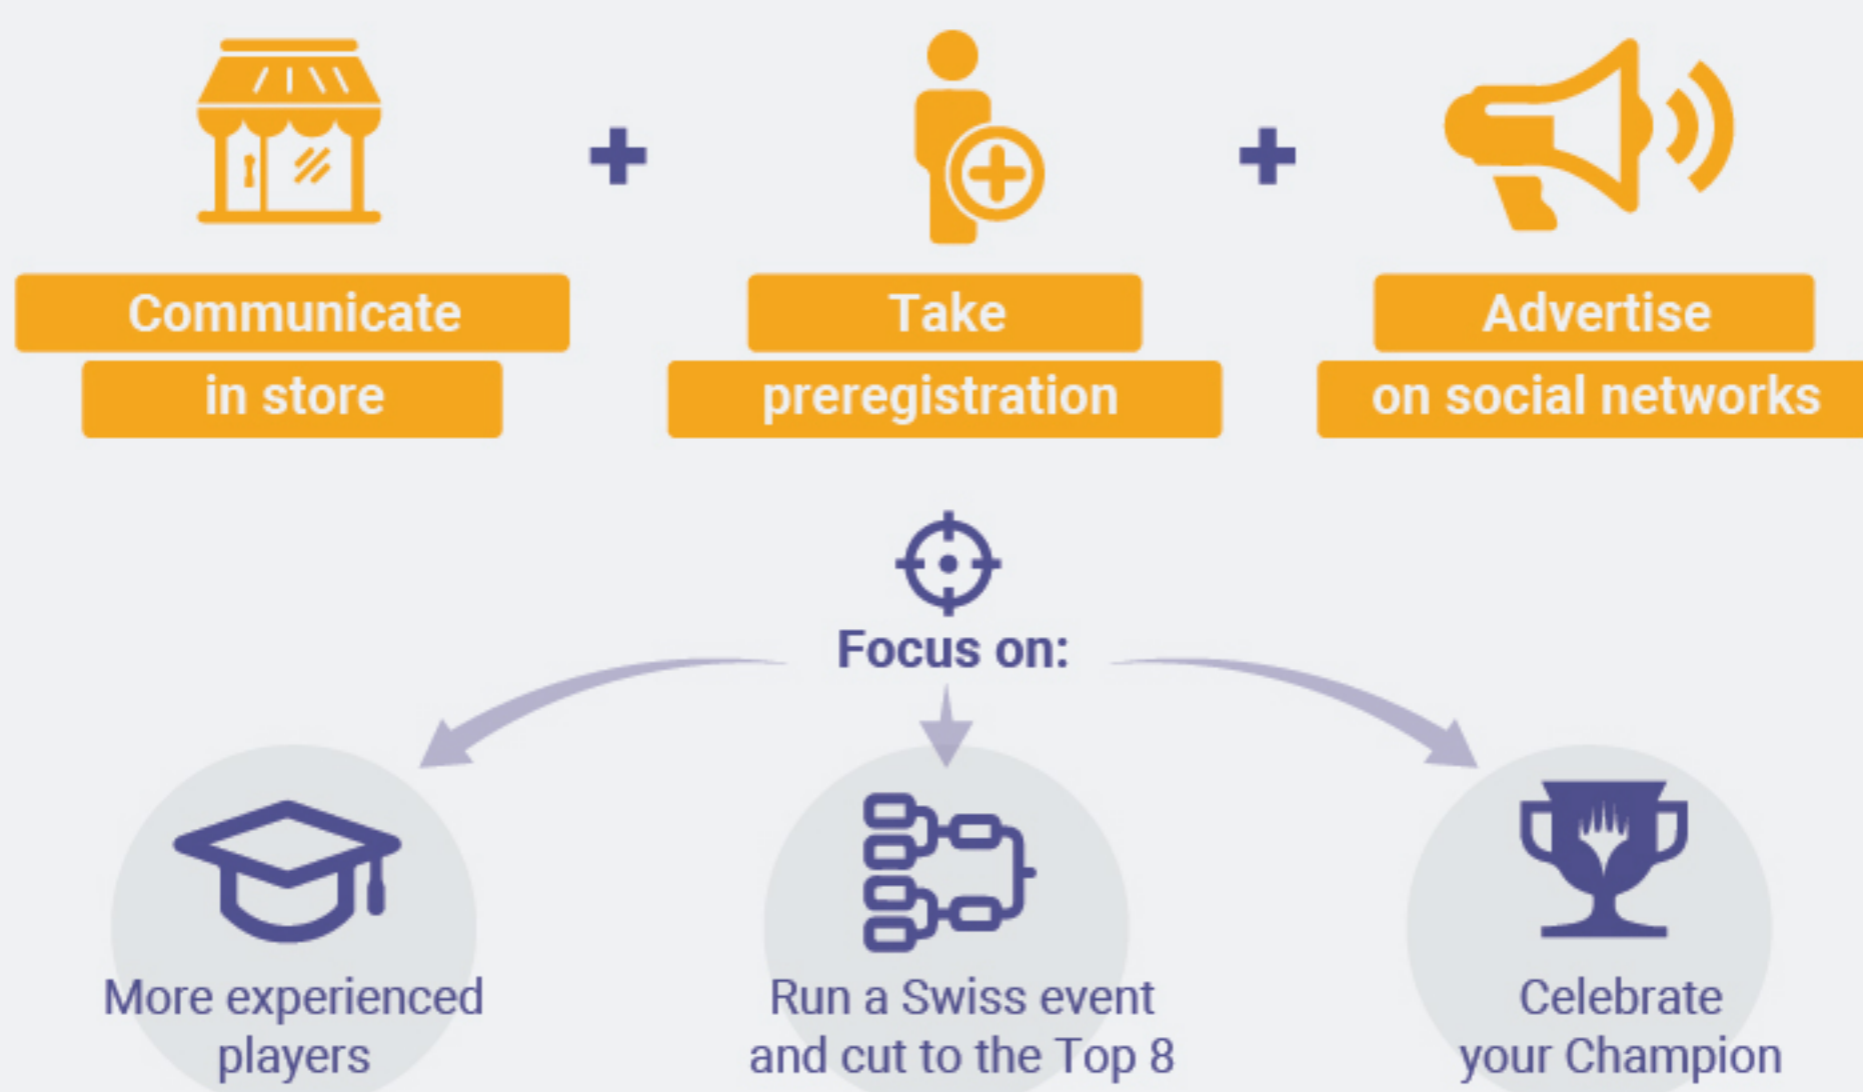 Communicate
in store
Take
preregistration
Advertise
on social networks
Focus on:
More experienced
players
Run a Swiss event
and cut to the Top 8
Celebrate
your Champion